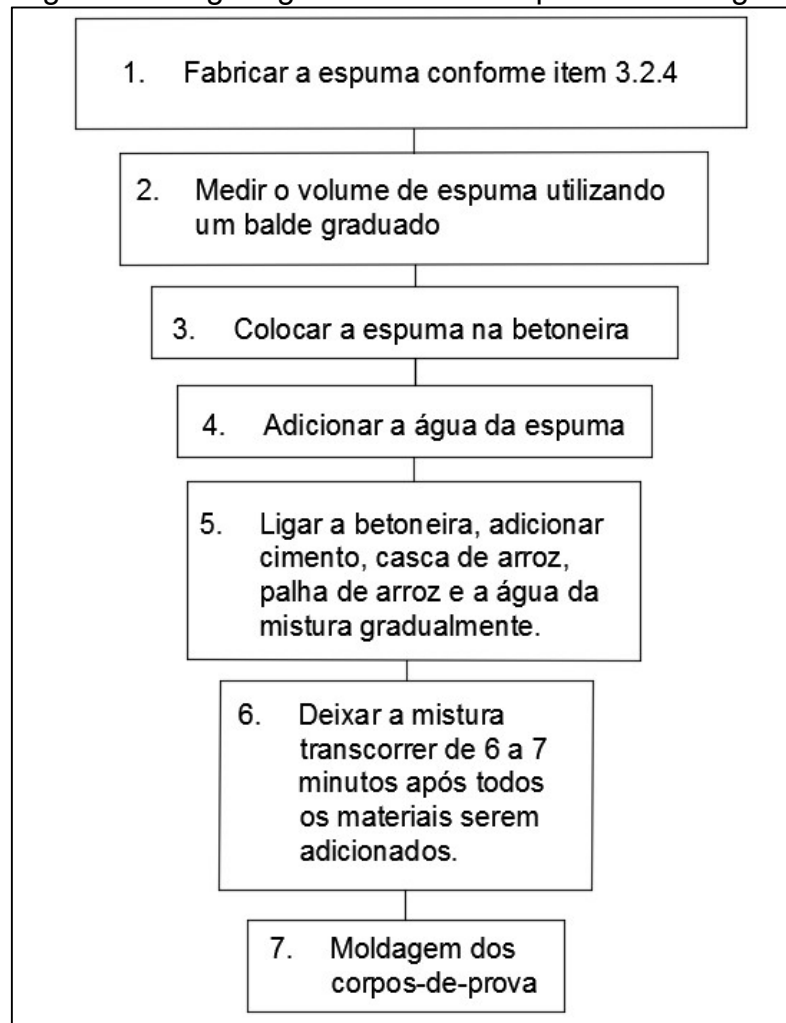 1. Fabricar a espuma conforme item 3.2.4
2. Medir o volume de espuma utilizando
um balde graduado
3. Colocar a espuma na betoneira
4. Adicionar a água da espuma
5. Ligar a betoneira, adicionar
cimento, casca de arroz,
palha de arroz e a água da
mistura gradualmente.
6. Deixar a mistura
transcorrer de 6 a 7
minutos após todos
os materiais serem
adicionados.
7. Moldagem dos
corpos-de-prova